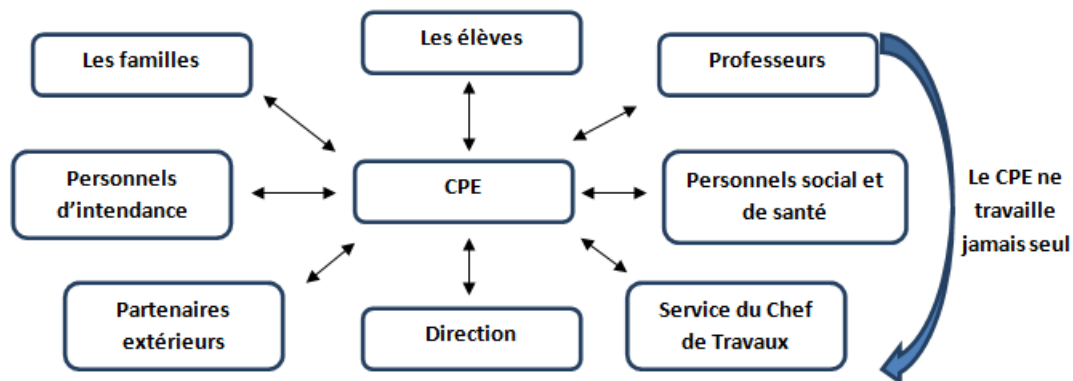 Les familles
Les élèves
Professeurs
Personnels
d'intendance
CPE
Personnels social et
de santé
Le CPE ne
travaille
jamais seul
Partenaires
extérieurs
Direction
Service du Chef
de Travaux